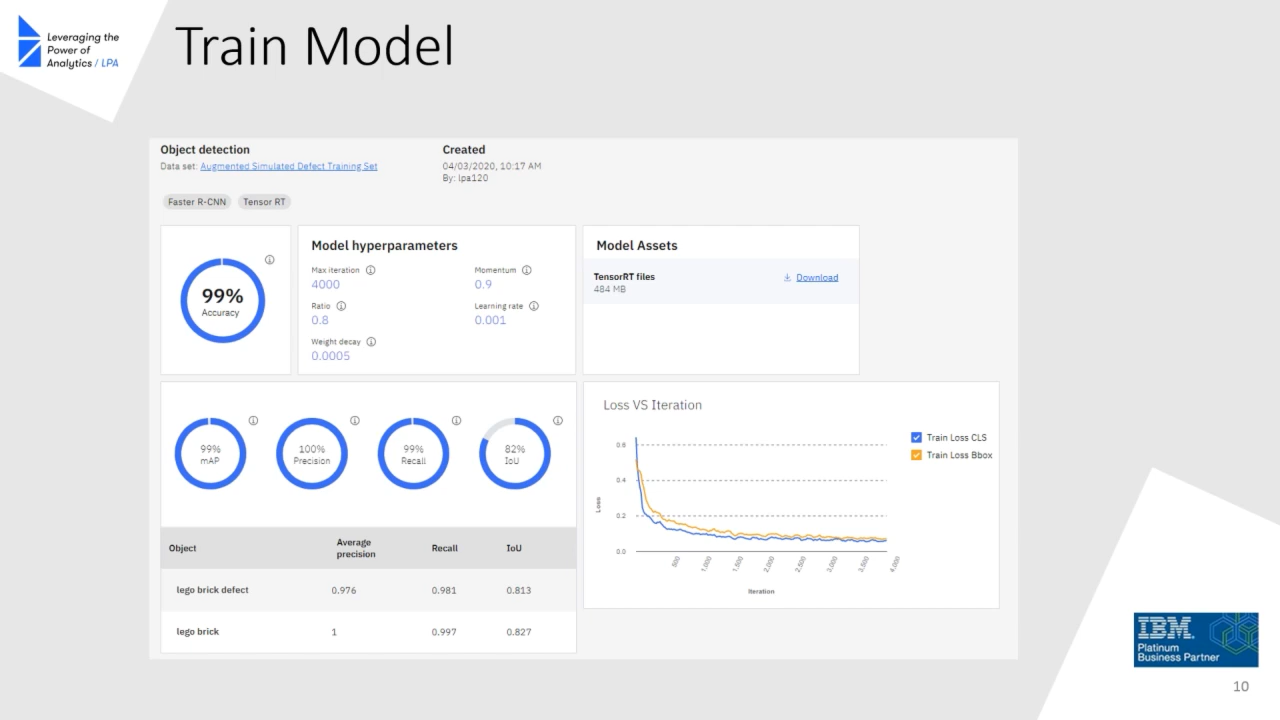 Leveraging the
Power of
Analytics / LPA
Train Model
Object detection
Data set: Augmented Simulated Defect Training Set
Created
04/03/2020, 10:17 AM
By: lpa120
Faster R-CNN
Tensor RT
99%
Accuracy
Model hyperparameters
Max iteration
4000
Momentum
0.9
Ratio
0.8
Learning rate
0.001
Weight decay
0.0005
Model Assets
TensorRT files
484 MB
Download
99%
mAP
100%
Precision
99%
Recall
82%
IoU
Object Average precision Recall IoU
lego brick defect 0.976 0.981 0.813
lego brick 1 0.997 0.827
Loss VS Iteration
Train Loss CLS
Train Loss Bbox
Loss
0.6
0.4
0.2
0.0
500 1,000 1,500 2,000 2,500 3,000 3,500 4,000
Iteration
IBM.
Platinum
Business Partner
10